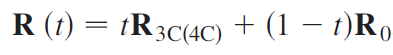 R (t) = tR3C(4C) + (1 − t)R0